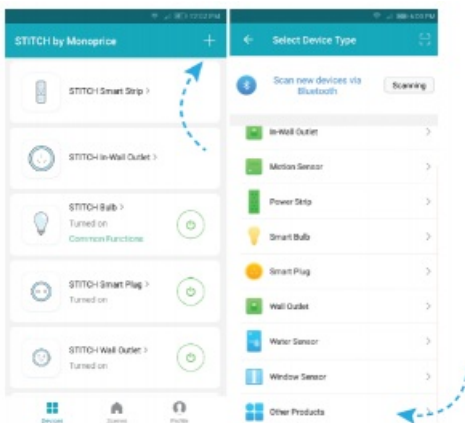 12:02 PM
STITCH by Monoprice
STITCH Smart Strip >
STITCH In-Wall Outlet >
STITCH Bulb >
Turned on
Common Functions
STITCH Smart Plug >
Turned on
STITCH Wall Outlet >
Turned on
Devices
Scenes
Profile
Select Device Type
Scan new devices via
Bluetooth
Scanning
In-Wall Outlet
Motion Sensor
Power Strip
Smart Bulb
Smart Plug
Wall Outlet
Water Sensor
Window Sensor
Other Products